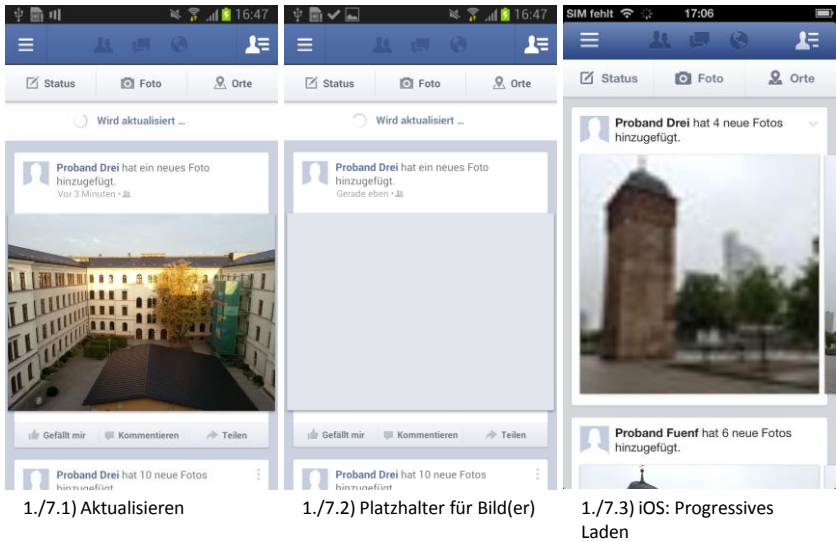 16:47
Status Foto Orte
Wird aktualisiert ...
Proband Drei hat ein neues Foto
hinzugefügt.
Vor 3 Minuten •
Gefällt mir Kommentieren Teilen
Proband Drei hat 10 neue Fotos
hinzugefügt.
1./7.1) Aktualisieren
16:47
Status Foto Orte
Wird aktualisiert ...
Proband Drei hat ein neues Foto
hinzugefügt.
Gerade eben •
Gefällt mir Kommentieren Teilen
Proband Drei hat 10 neue Fotos
hinzugefügt.
1./7.2) Platzhalter für Bild(er)
SIM fehlt 17:06
Status Foto Orte
Proband Drei hat 4 neue Fotos
hinzugefügt.
Proband Fuenf hat 6 neue Fotos
hinzugefügt.
1./7.3) iOS: Progressives
Laden